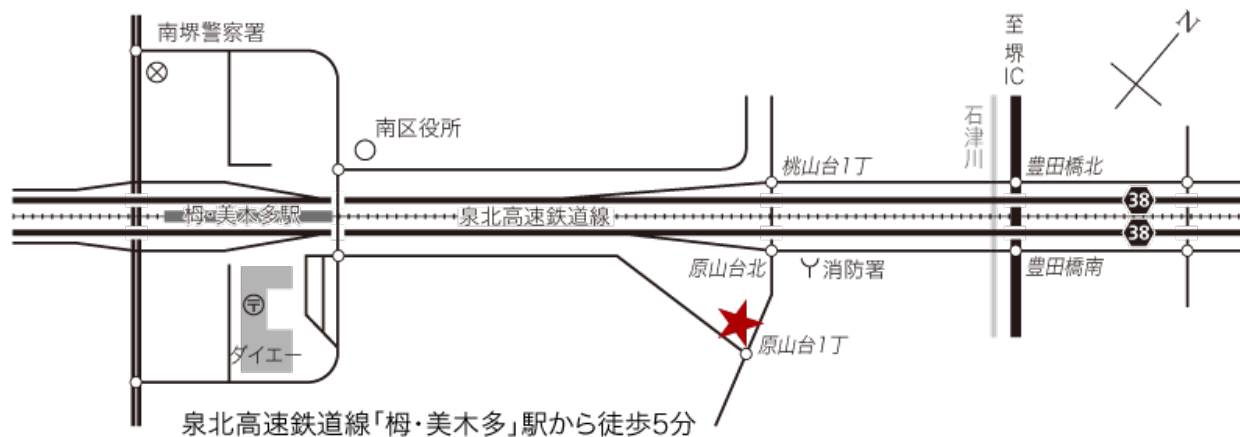 南堺警察署
至
堺
IC
N
南区役所
石津川
桃山台1丁
豊田橋北
38
栂・美木多駅
泉北高速鉄道線
38
原山台北
消防署
豊田橋南
ダイエー
原山台1丁
泉北高速鉄道線「栂・美木多」駅から徒歩5分